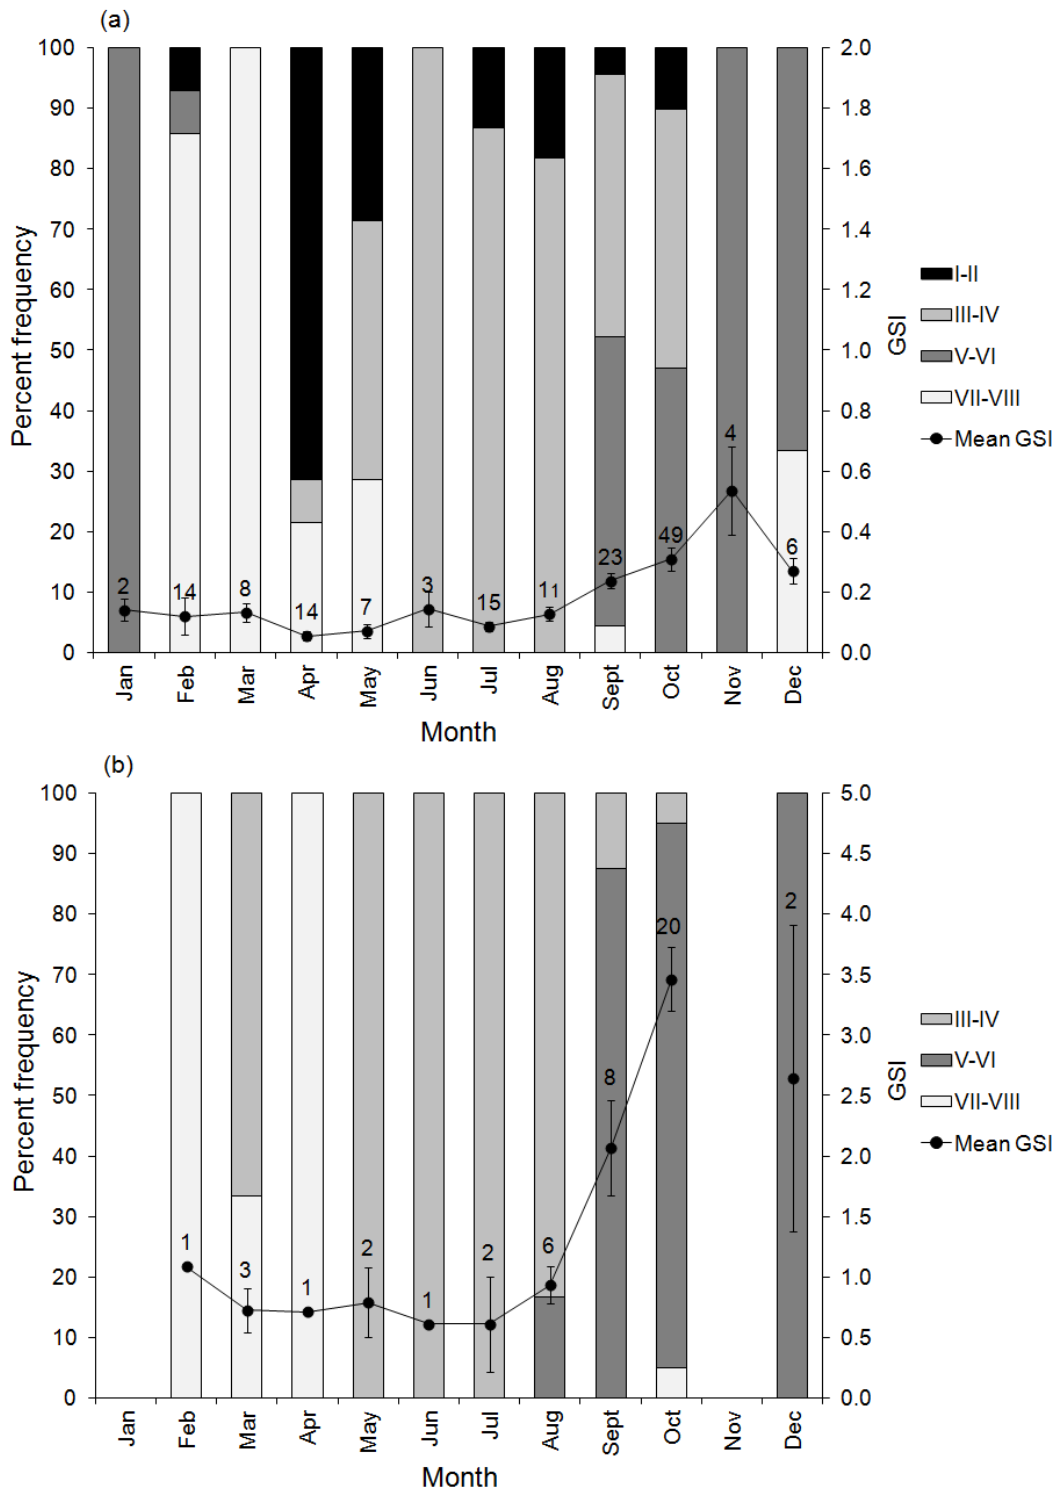 (a)
100
90
80
70
60
50
40
30
20
10
0
Percent frequency
2.0
1.8
1.6
1.4
1.2
1.0
0.8
0.6
0.4
0.2
0.0
GSI
2
14
8
14
7
3
15
11
23
49
4
6
Jan
Feb
Mar
Apr
May
Jun
Jul
Aug
Sept
Oct
Nov
Dec
Month
I-II
III-IV
V-VI
VII-VIII
Mean GSI
(b)
100
90
80
70
60
50
40
30
20
10
0
Percent frequency
5.0
4.5
4.0
3.5
3.0
2.5
2.0
1.5
1.0
0.5
0.0
GSI
1
3
1
2
1
2
6
8
20
2
Jan
Feb
Mar
Apr
May
Jun
Jul
Aug
Sept
Oct
Nov
Dec
Month
III-IV
V-VI
VII-VIII
Mean GSI